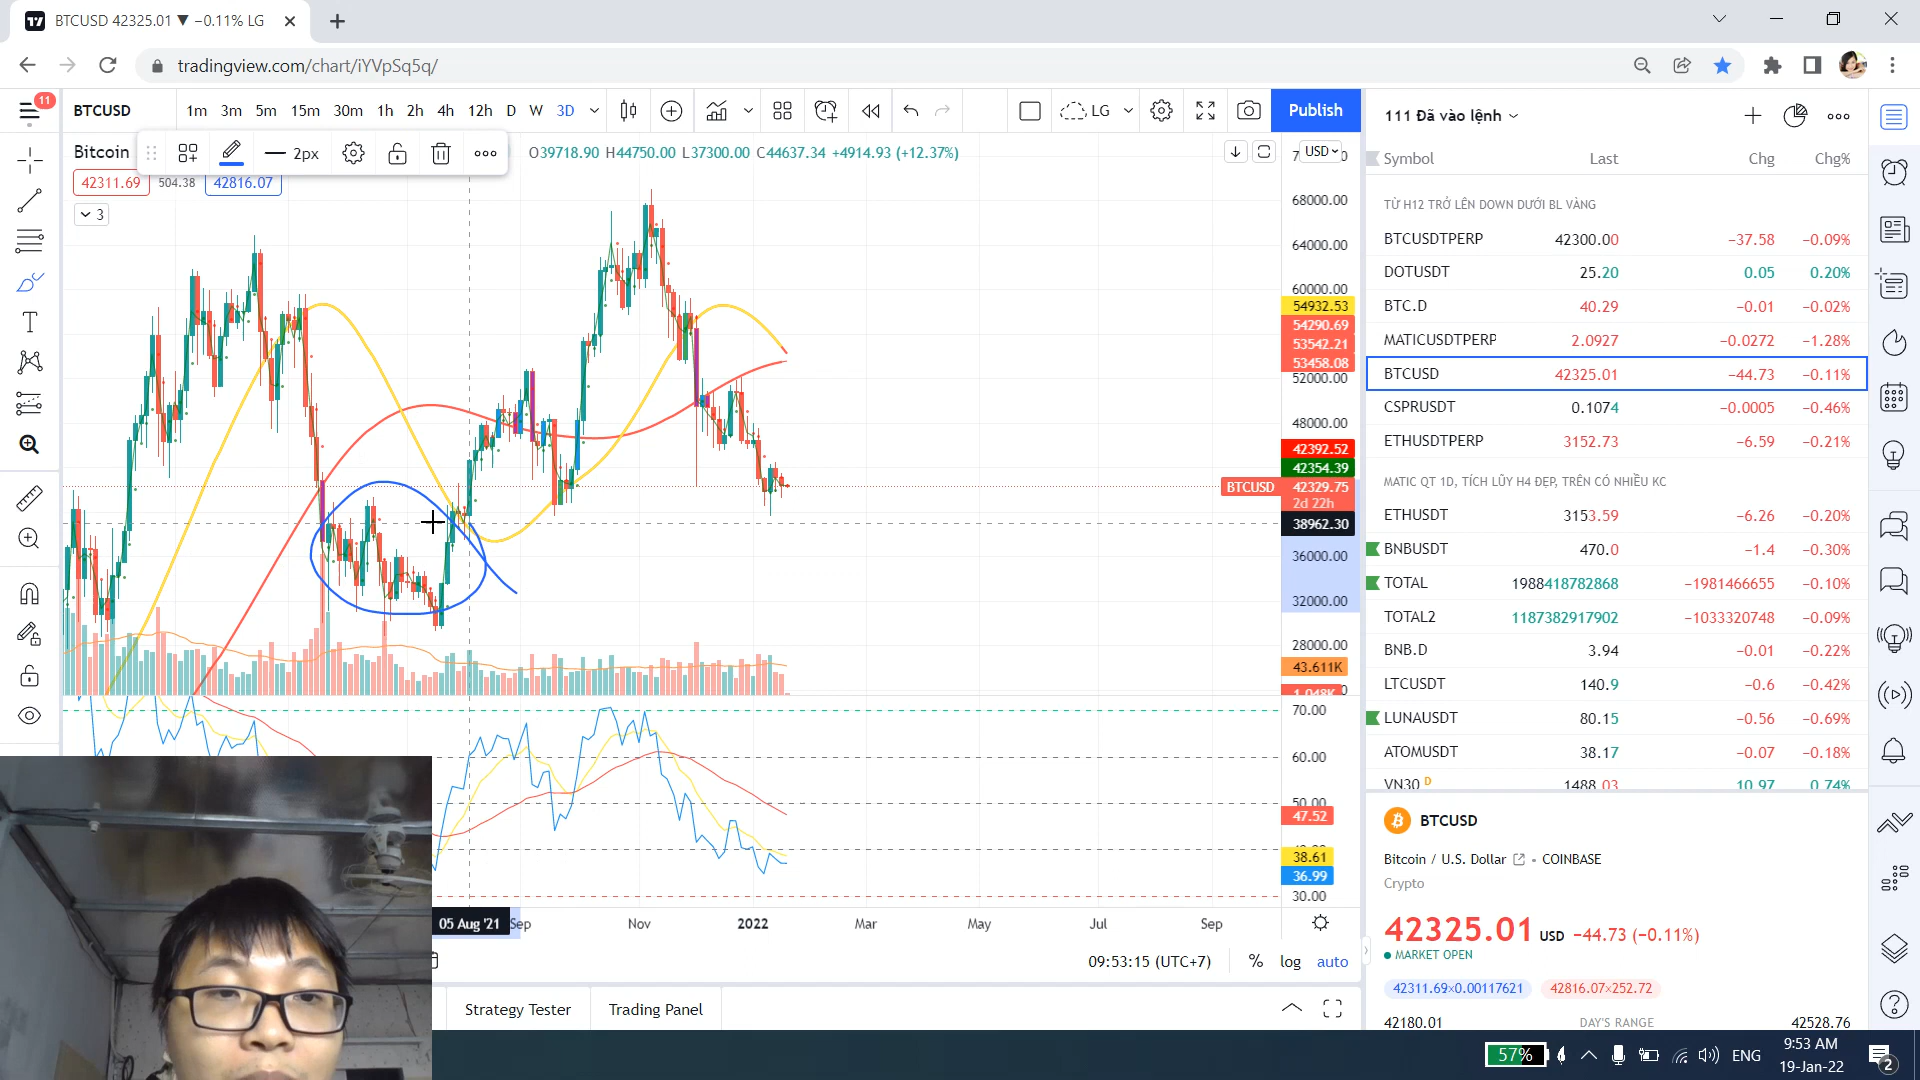 BTCUSD 42325.01 ▼ −0.11% LG
tradingview.com/chart/iYVpSq5q/
11
BTCUSD 1m 3m 5m 15m 30m 1h 2h 4h 12h D W 3D LG Publish
Bitcoin 2px O39718.90 H44750.00 L37300.00 C44637.34 +4914.93 (+12.37%)
42311.69 504.38 42816.07
3
USD
68000.00
64000.00
60000.00
54932.53
54290.69
53542.21
53458.08
52000.00
48000.00
42392.52
42354.39
BTCUSD 42329.75
2d 22h
38962.30
36000.00
32000.00
28000.00
43.611K
1.048K
70.00
60.00
50.00
47.52
38.61
36.99
30.00
05 Aug '21 Sep Nov 2022 Mar May Jul Sep
09:53:15 (UTC+7) % log auto
Strategy Tester Trading Panel
111 Đã vào lệnh
Symbol Last Chg Chg%
TỪ H12 TRỞ LÊN DOWN DƯỚI BL VÀNG
BTCUSDTPERP 42300.00 −37.58 −0.09%
DOTUSDT 25.20 0.05 0.20%
BTC.D 40.29 −0.01 −0.02%
MATICUSDTPERP 2.0927 −0.0272 −1.28%
BTCUSD 42325.01 −44.73 −0.11%
CSPRUSDT 0.1074 −0.0005 −0.46%
ETHUSDTPERP 3152.73 −6.59 −0.21%
MATIC QT 1D, TÍCH LŨY H4 ĐẸP, TRÊN CÓ NHIỀU KC
ETHUSDT 3153.59 −6.26 −0.20%
BNBUSDT 470.0 −1.4 −0.30%
TOTAL 1988418782868 −1981466655 −0.10%
TOTAL2 1187382917902 −1033320748 −0.09%
BNB.D 3.94 −0.01 −0.22%
LTCUSDT 140.9 −0.6 −0.42%
LUNAUSDT 80.15 −0.56 −0.69%
ATOMUSDT 38.17 −0.07 −0.18%
VN30 D 1488.03 10.97 0.74%
BTCUSD
Bitcoin / U.S. Dollar • COINBASE
Crypto
42325.01 USD −44.73 (−0.11%)
MARKET OPEN
42311.69×0.00117621 42816.07×252.72
42180.01 DAY'S RANGE 42528.76
57% ENG 9:53 AM
19-Jan-22
2